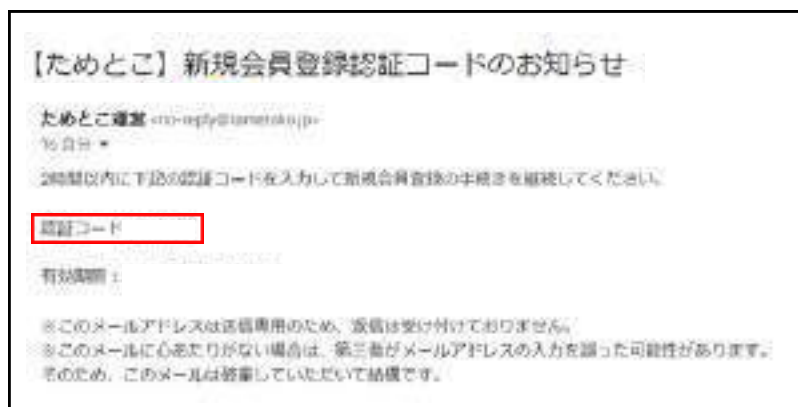 【ためとこ】新規会員登録認証コードのお知らせ
ためとこ運営 <no-reply@tametoko.jp>
To 自分
2時間以内に下記の認証コードを入力して新規会員登録の手続きを継続してください。
認証コード
有効期限：
※このメールアドレスは送信専用のため、返信は受け付けておりません。
※このメールに心あたりがない場合は、第三者がメールアドレスの入力を誤った可能性があります。
そのため、このメールは破棄していただいて結構です。